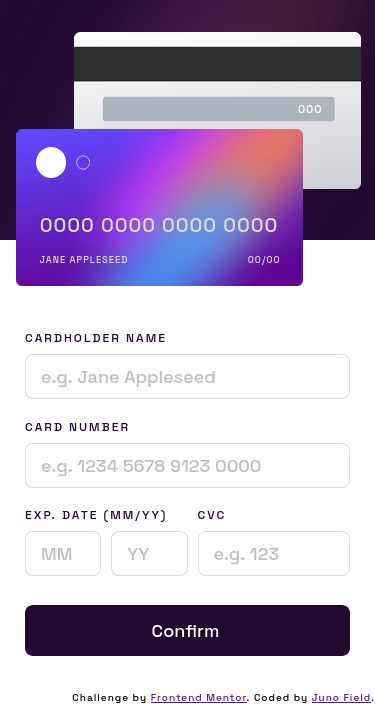 000
0000 0000 0000 0000
JANE APPLESEED 00/00
CARDHOLDER NAME
e.g. Jane Appleseed
CARD NUMBER
e.g. 1234 5678 9123 0000
EXP. DATE (MM/YY) CVC
MM YY e.g. 123
Confirm
Challenge by Frontend Mentor. Coded by Juno Field.